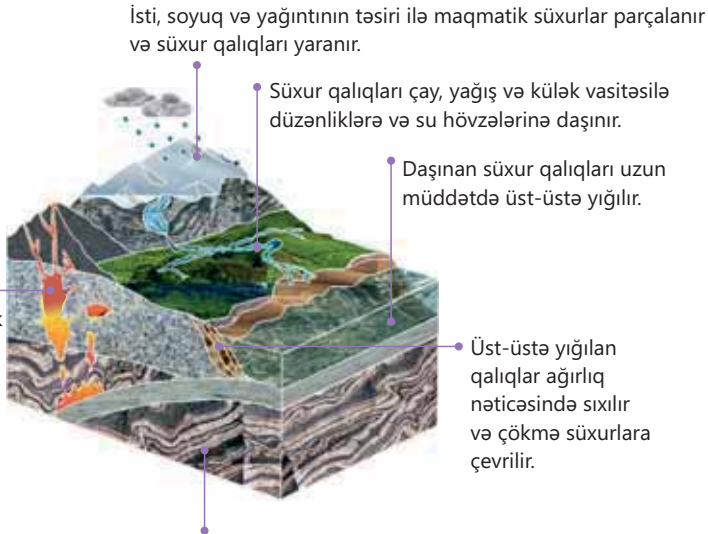 İsti, soyuq və yağıntının təsiri ilə maqmatik süxurlar parçalanır
və süxur qalıqları yaranır.
Süxur qalıqları çay, yağış və külək vasitəsilə
düzənliklərə və su hövzələrinə daşınır.
Daşınan süxur qalıqları uzun
müddətdə üst-üstə yığılır.
Üst-üstə yığılan
qalıqlar ağırlıq
nəticəsində sıxılır
və çökmə süxurlara
çevrilir.